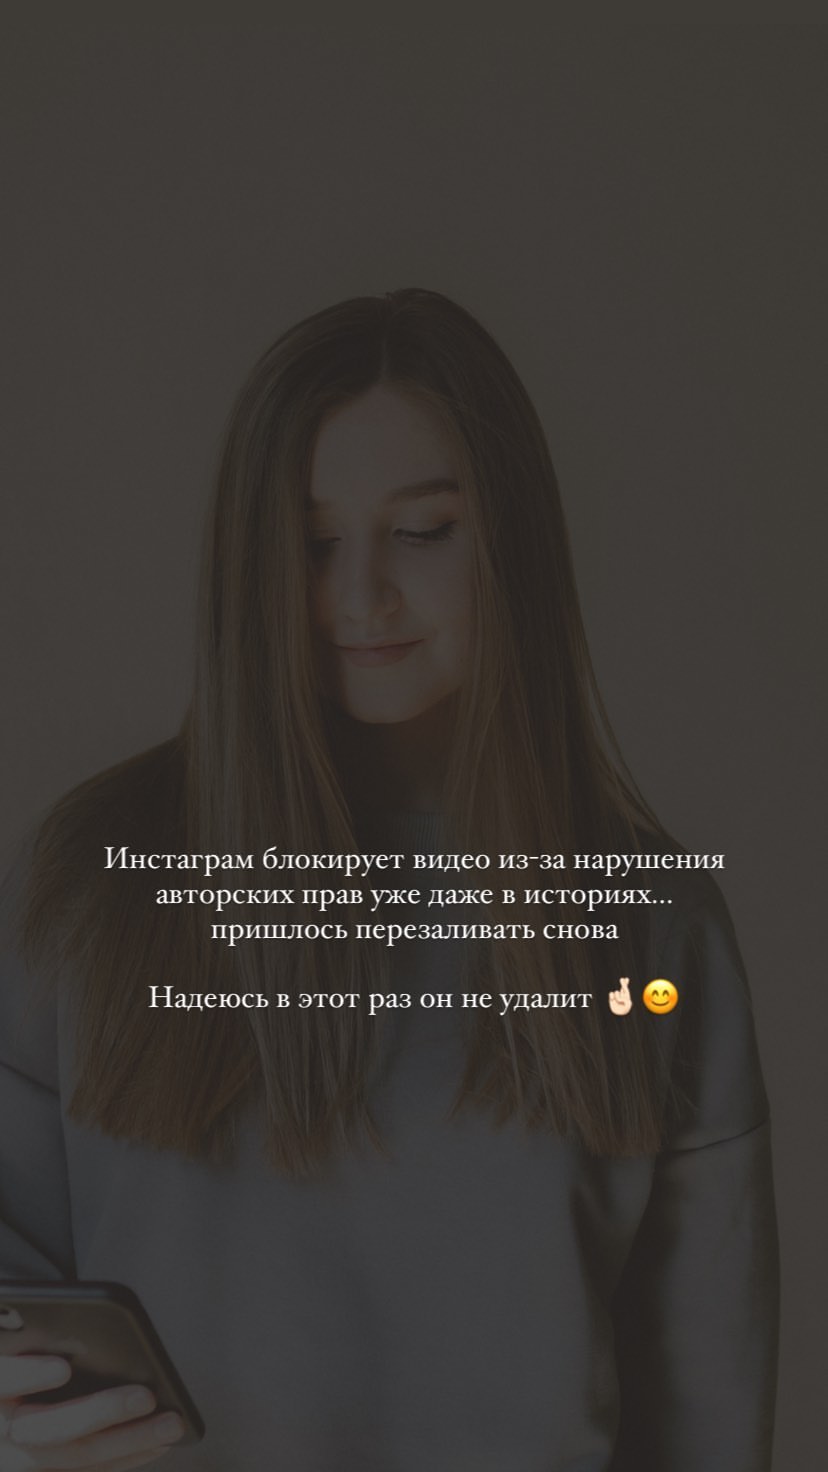 Инстаграм блокирует видео из-за нарушения
авторских прав уже даже в историях...
пришлось перезаливать снова
Надеюсь в этот раз он не удалит 🤞🏻😊